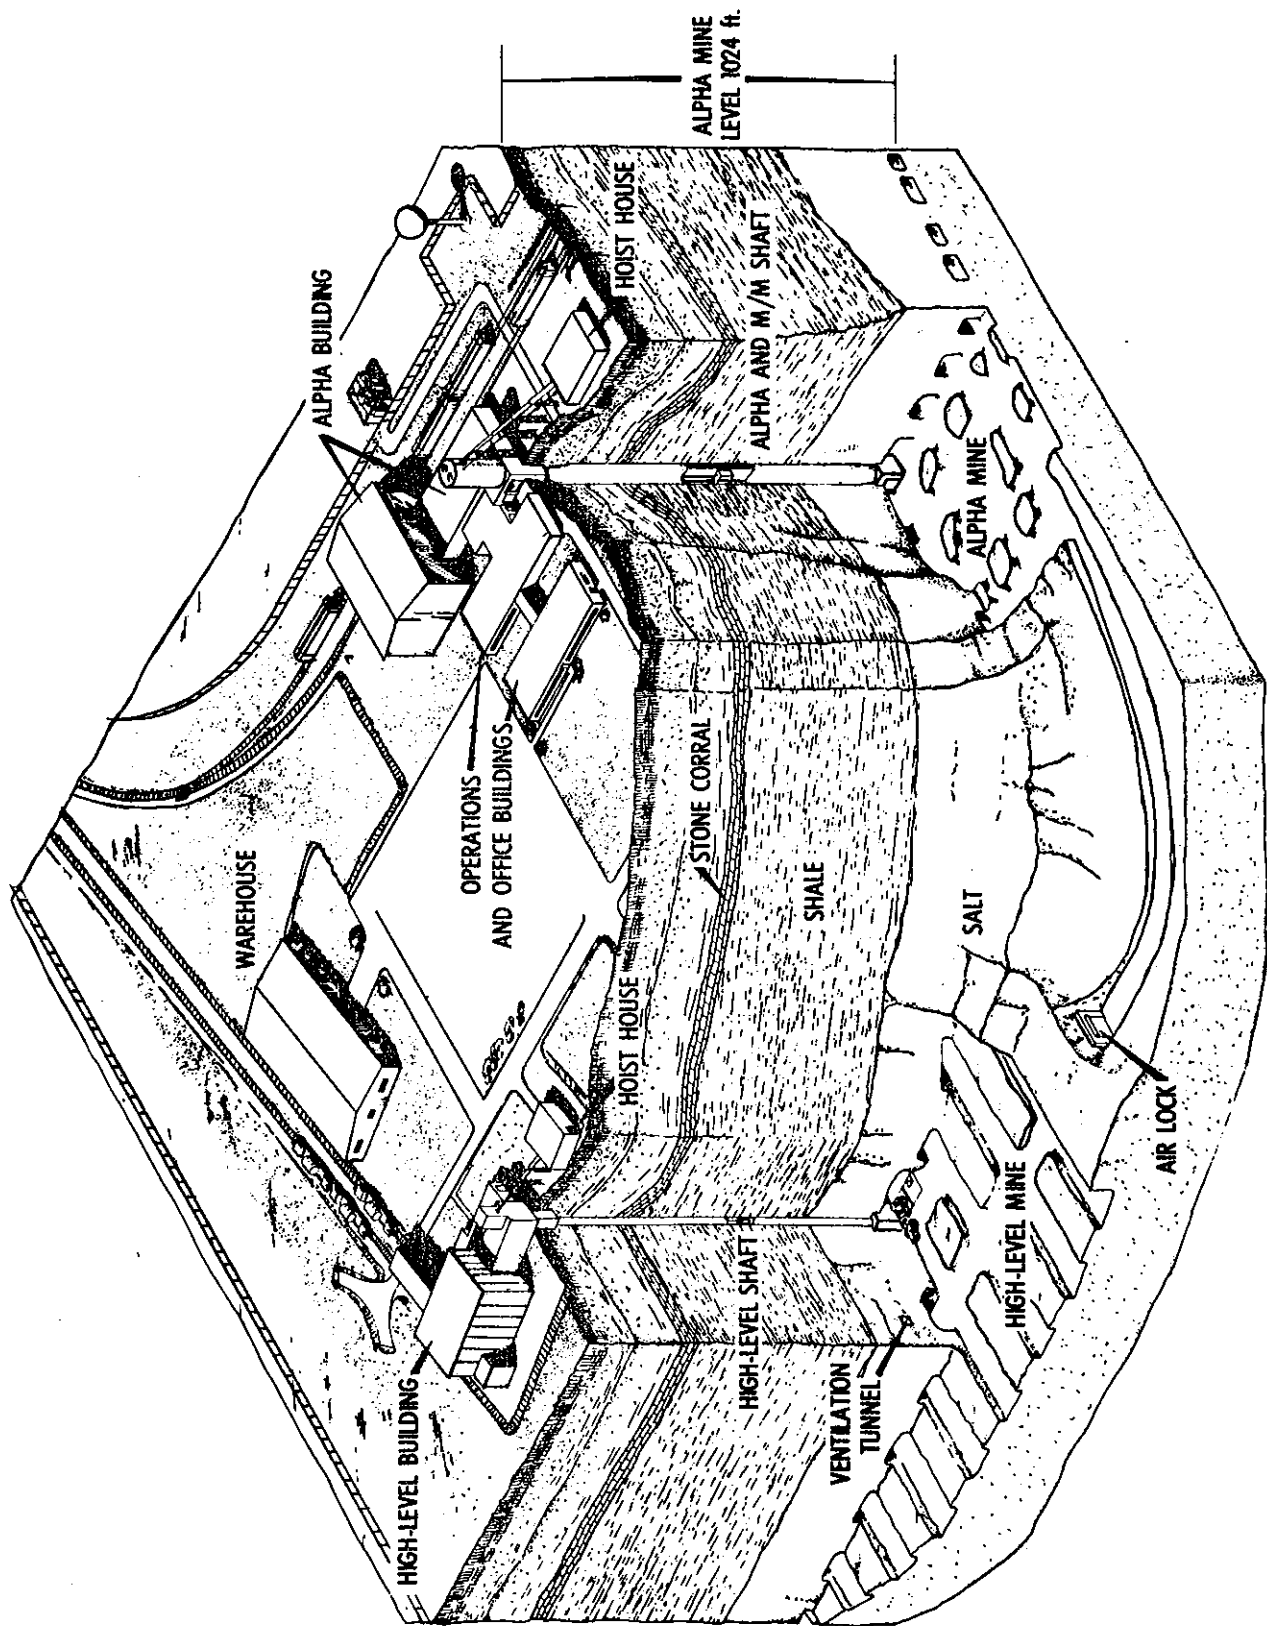 ALPHA MINE
LEVEL 1024 ft.
ALPHA BUILDING
HOIST HOUSE
ALPHA AND M/M SHAFT
ALPHA MINE
WAREHOUSE
OPERATIONS
AND OFFICE BUILDINGS
STONE CORRAL
SHALE
SALT
HOIST HOUSE
AIR LOCK
HIGH-LEVEL BUILDING
HIGH-LEVEL SHAFT
HIGH-LEVEL MINE
VENTILATION
TUNNEL